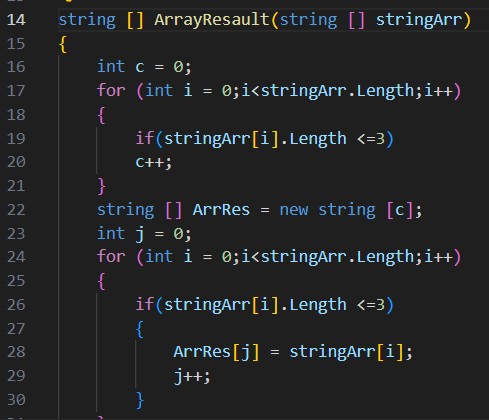 14 string [] ArrayResault(string [] stringArr)
15 {
16 int c = 0;
17 for (int i = 0;i<stringArr.Length;i++)
18 {
19 if(stringArr[i].Length <=3)
20 c++;
21 }
22 string [] ArrRes = new string [c];
23 int j = 0;
24 for (int i = 0;i<stringArr.Length;i++)
25 {
26 if(stringArr[i].Length <=3)
27 {
28 ArrRes[j] = stringArr[i];
29 j++;
30 }